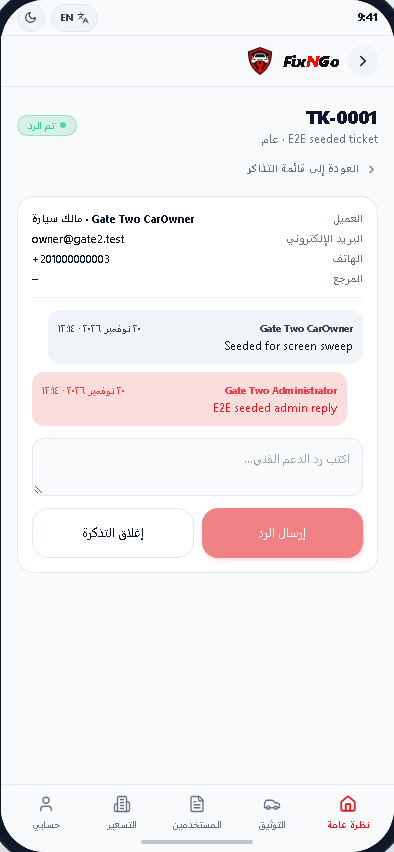 9:41
EN
FixNGo
TK-0001
تم الرد
E2E seeded ticket · عام
العودة إلى قائمة التذاكر
العميل
Gate Two CarOwner · مالك سيارة
البريد الإلكتروني
owner@gate2.test
الهاتف
+201000000003
المرجع
–
Gate Two CarOwner
٢٠ نوفمبر ٢٠٢٦ · ١٢:١٤
Seeded for screen sweep
Gate Two Administrator
٢٠ نوفمبر ٢٠٢٦ · ١٢:١٤
E2E seeded admin reply
اكتب رد الدعم الفني...
إرسال الرد
إغلاق التذكرة
نظرة عامة
التوثيق
المستخدمين
التسعير
حسابي